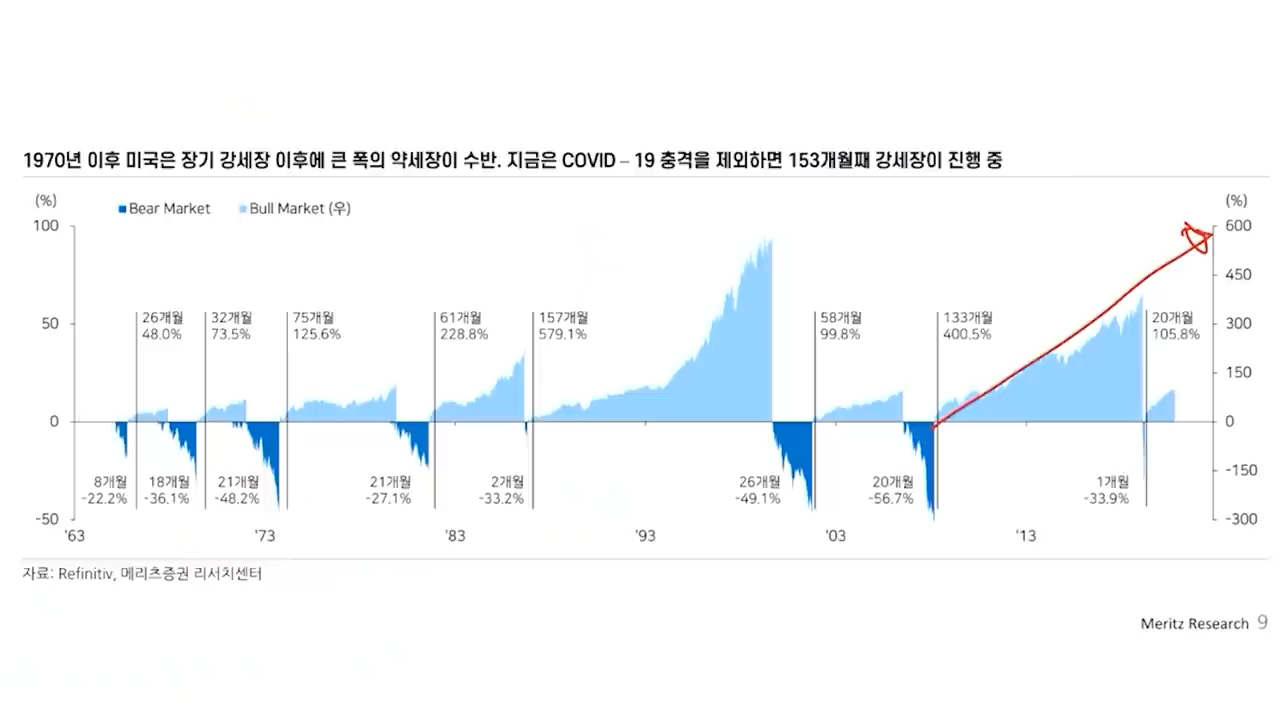 1970년 이후 미국은 장기 강세장 이후에 큰 폭의 약세장이 수반. 지금은 COVID – 19 충격을 제외하면 153개월째 강세장이 진행 중
(%)
Bear Market
Bull Market (우)
(%)
100
50
0
-50
600
450
300
150
0
-150
-300
26개월
48.0%
32개월
73.5%
75개월
125.6%
61개월
228.8%
157개월
579.1%
58개월
99.8%
133개월
400.5%
20개월
105.8%
8개월
-22.2%
18개월
-36.1%
21개월
-48.2%
21개월
-27.1%
2개월
-33.2%
26개월
-49.1%
20개월
-56.7%
1개월
-33.9%
'63
'73
'83
'93
'03
'13
자료: Refinitiv, 메리츠증권 리서치센터
Meritz Research 9